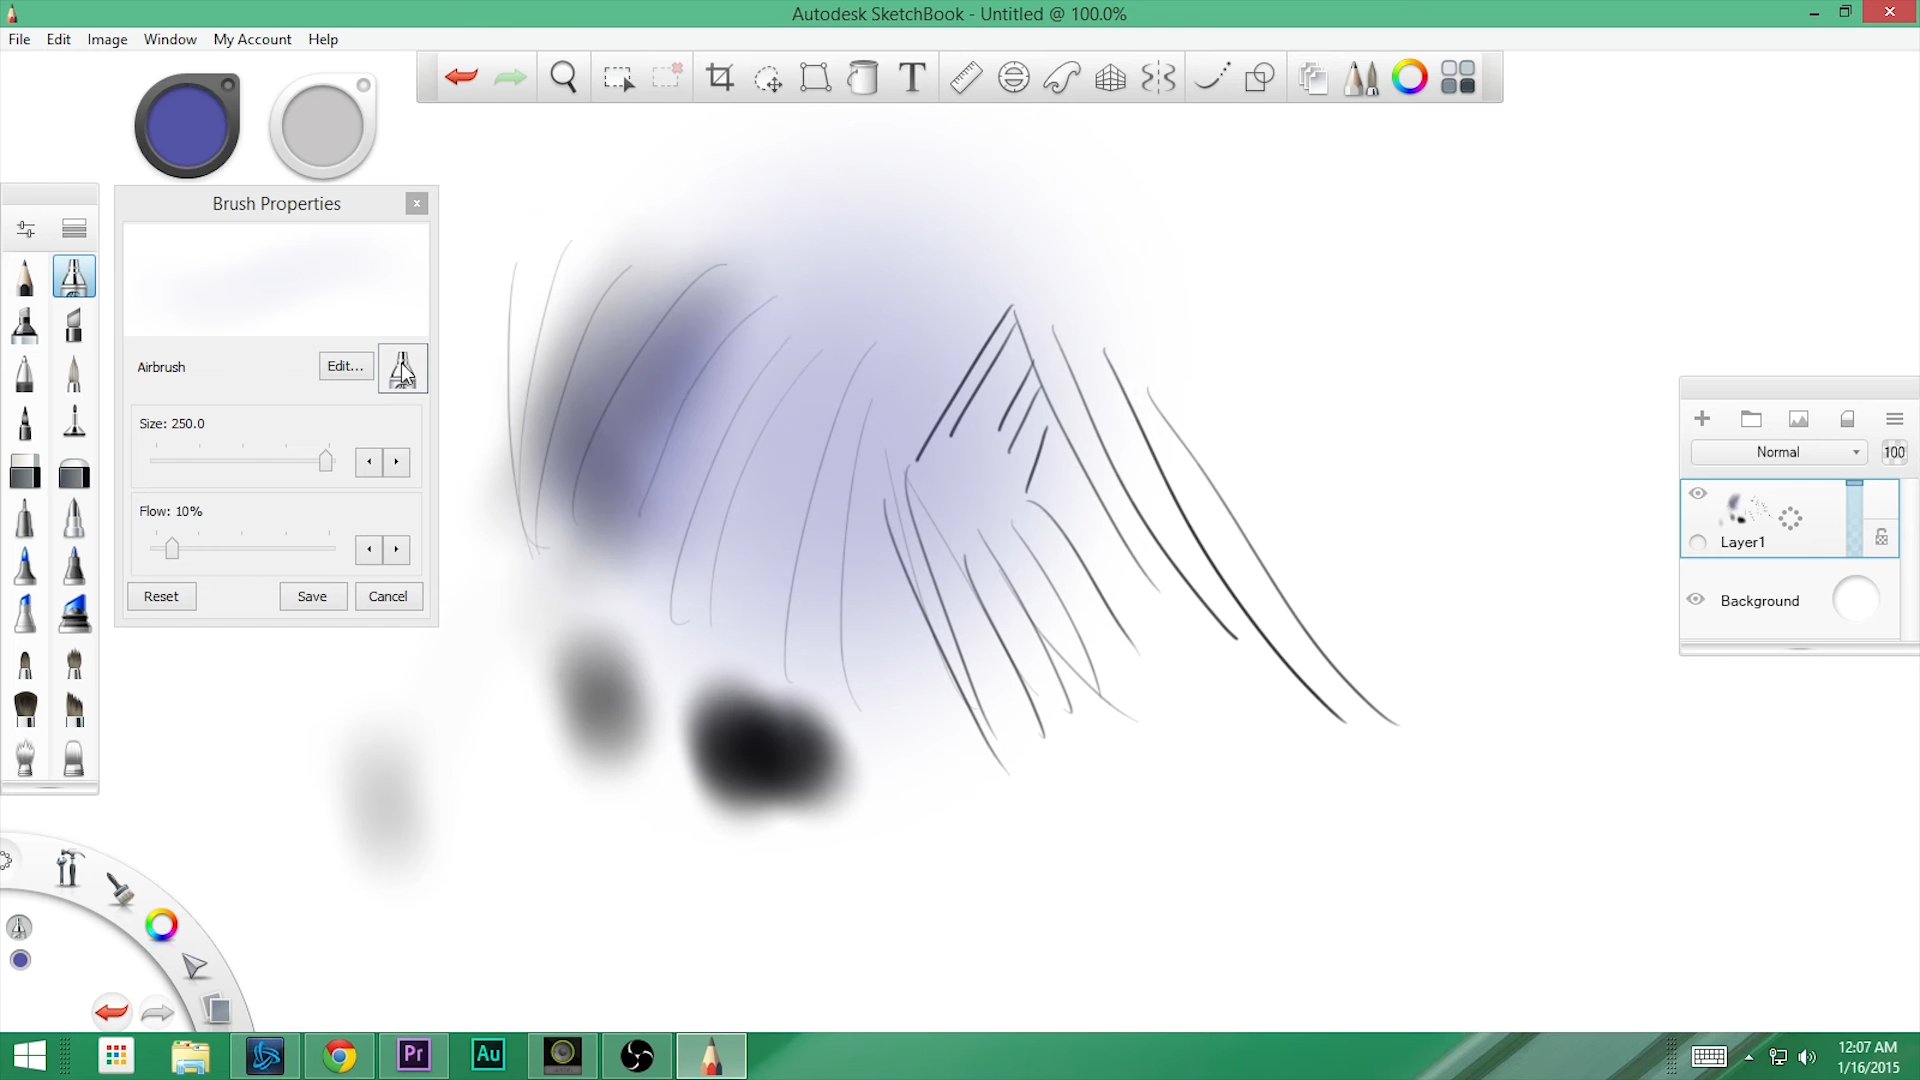 Autodesk SketchBook - Untitled @ 100.0%
File Edit Image Window My Account Help
T
Brush Properties
x
Airbrush
Edit...
Size: 250.0
Flow: 10%
Reset Save Cancel
Normal
100
Layer1
Background
Pr
Au
12:07 AM
1/16/2015